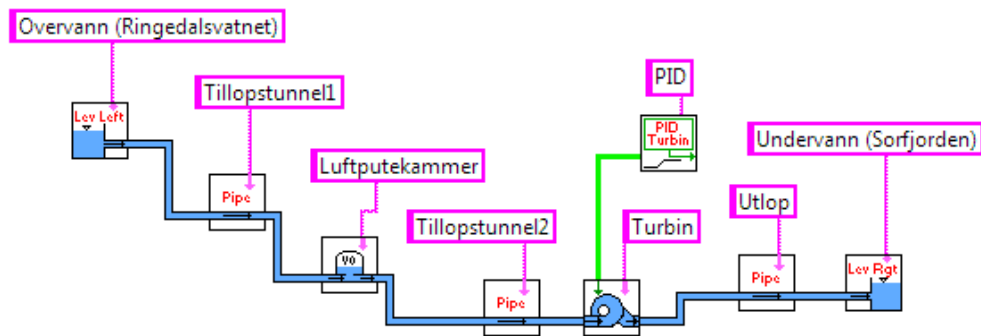 Overvann (Ringedalsvatnet)
Lev Left
Tillopstunnel1
Pipe
Luftputekammer
VO
Tillopstunnel2
Pipe
PID
PID
Turbin
Turbin
Utlop
Pipe
Undervann (Sorfjorden)
Lev Rgt